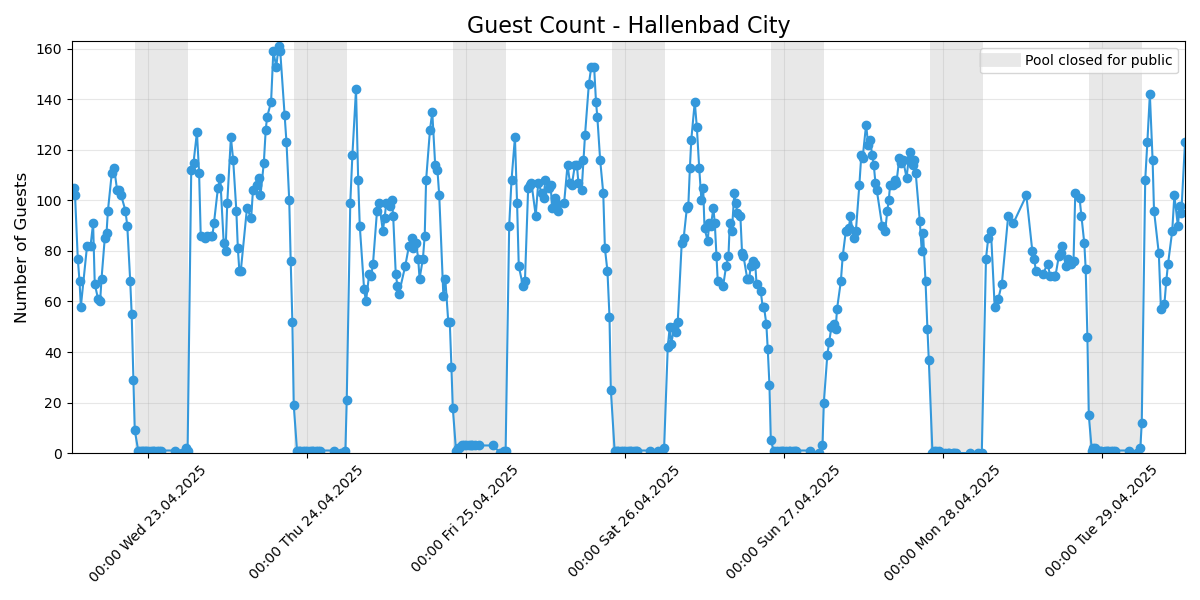 Guest Count - Hallenbad City
Pool closed for public
Number of Guests
160
140
120
100
80
60
40
20
0
00:00 Wed 23.04.2025
00:00 Thu 24.04.2025
00:00 Fri 25.04.2025
00:00 Sat 26.04.2025
00:00 Sun 27.04.2025
00:00 Mon 28.04.2025
00:00 Tue 29.04.2025